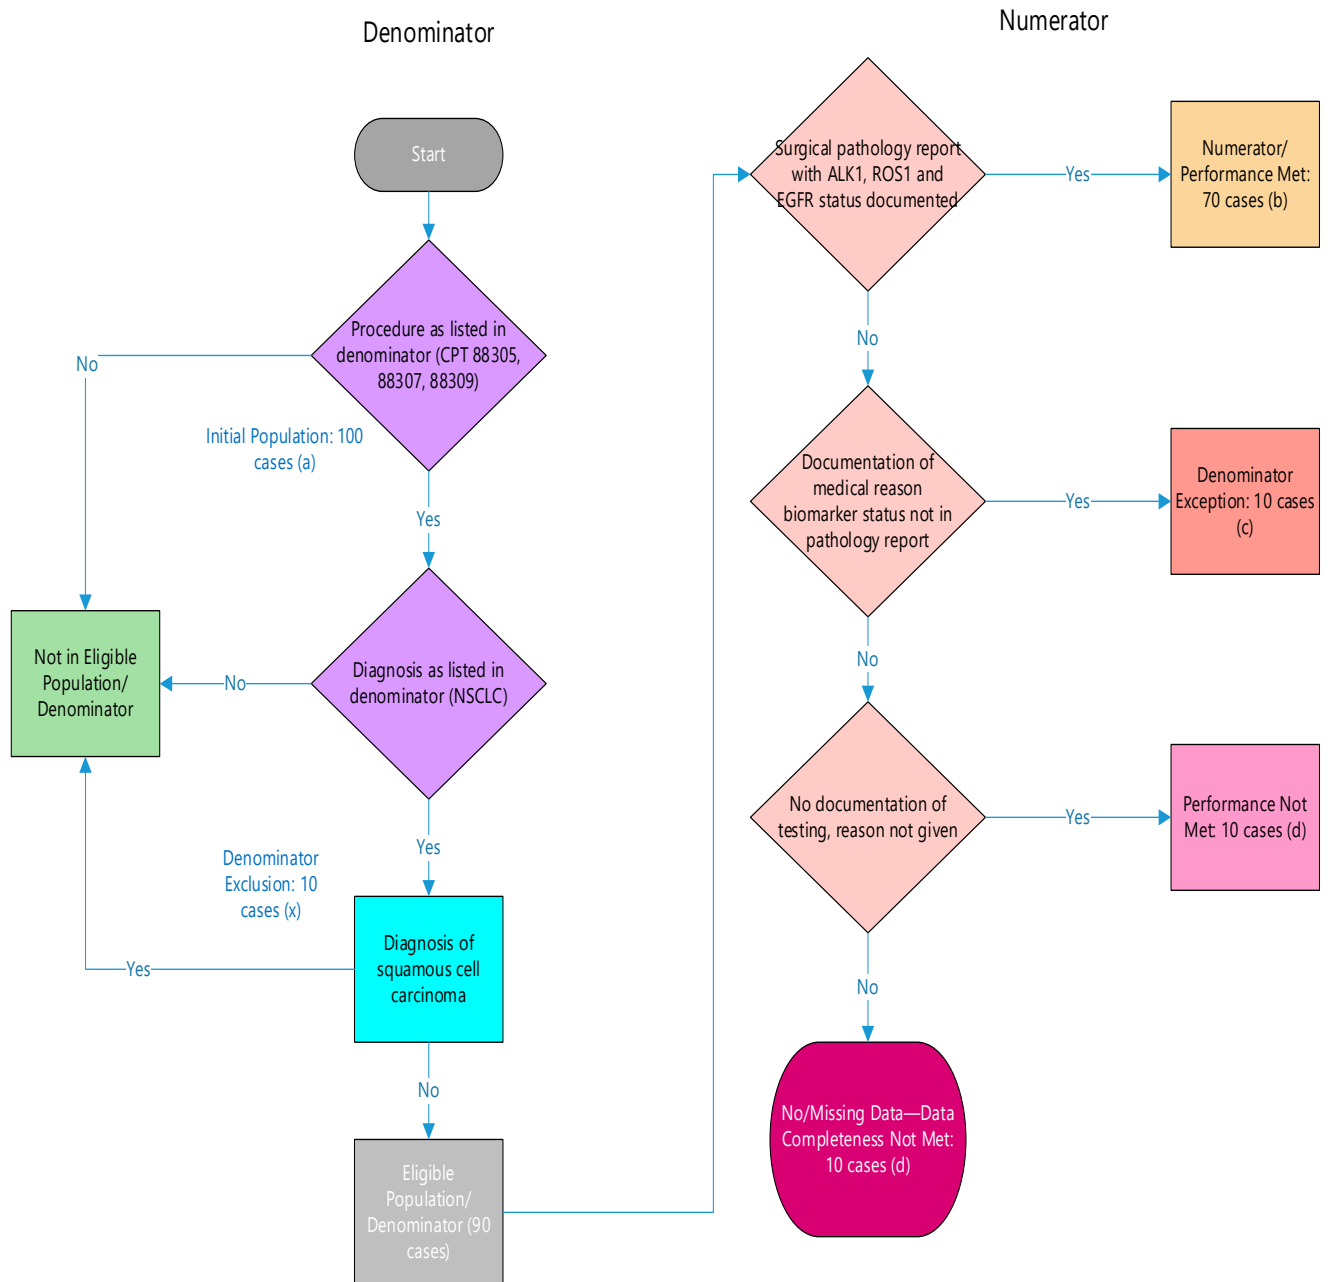 Denominator
Numerator
Start
Procedure as listed in
denominator (CPT 88305,
88307, 88309)
No
Initial Population: 100
cases (a)
Yes
Diagnosis as listed in
denominator (NSCLC)
No
Not in Eligible
Population/
Denominator
Yes
Denominator
Exclusion: 10
cases (x)
Diagnosis of
squamous cell
carcinoma
Yes
No
Eligible
Population/
Denominator (90
cases)
Surgical pathology report
with ALK1, ROS1 and
EGFR status documented
Yes
Numerator/
Performance Met:
70 cases (b)
No
Documentation of
medical reason
biomarker status not in
pathology report
Yes
Denominator
Exception: 10 cases
(c)
No
No documentation of
testing, reason not given
Yes
Performance Not
Met: 10 cases (d)
No
No/Missing Data—Data
Completeness Not Met:
10 cases (d)